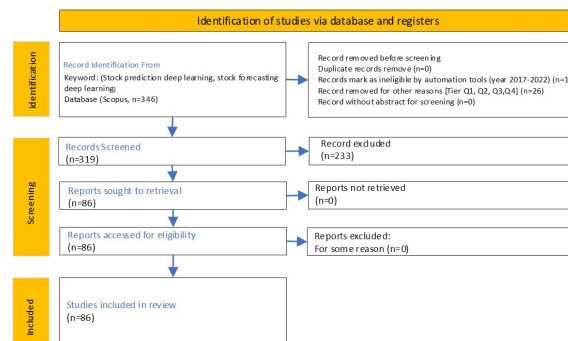 Identification of studies via database and registers
Identification
Record Identification From
Keyword: (Stock prediction deep learning, stock forecasting
deep learning)
Database (Scopus, n=346)
Record removed before screening
Duplicate records remove (n=0)
Records mark as ineligible by automation tools (year 2017-2022) (n=1
Record removed for other reasons [Tier Q1, Q2, Q3,Q4] (n=26)
Record without abstract for screening (n=0)
Screening
Records Screened
(n=319)
Record excluded
(n=233)
Reports sought to retrieval
(n=86)
Reports not retrieved
(n=0)
Reports accessed for eligibility
(n=86)
Reports excluded:
For some reason (n=0)
Included
Studies included in review
(n=86)